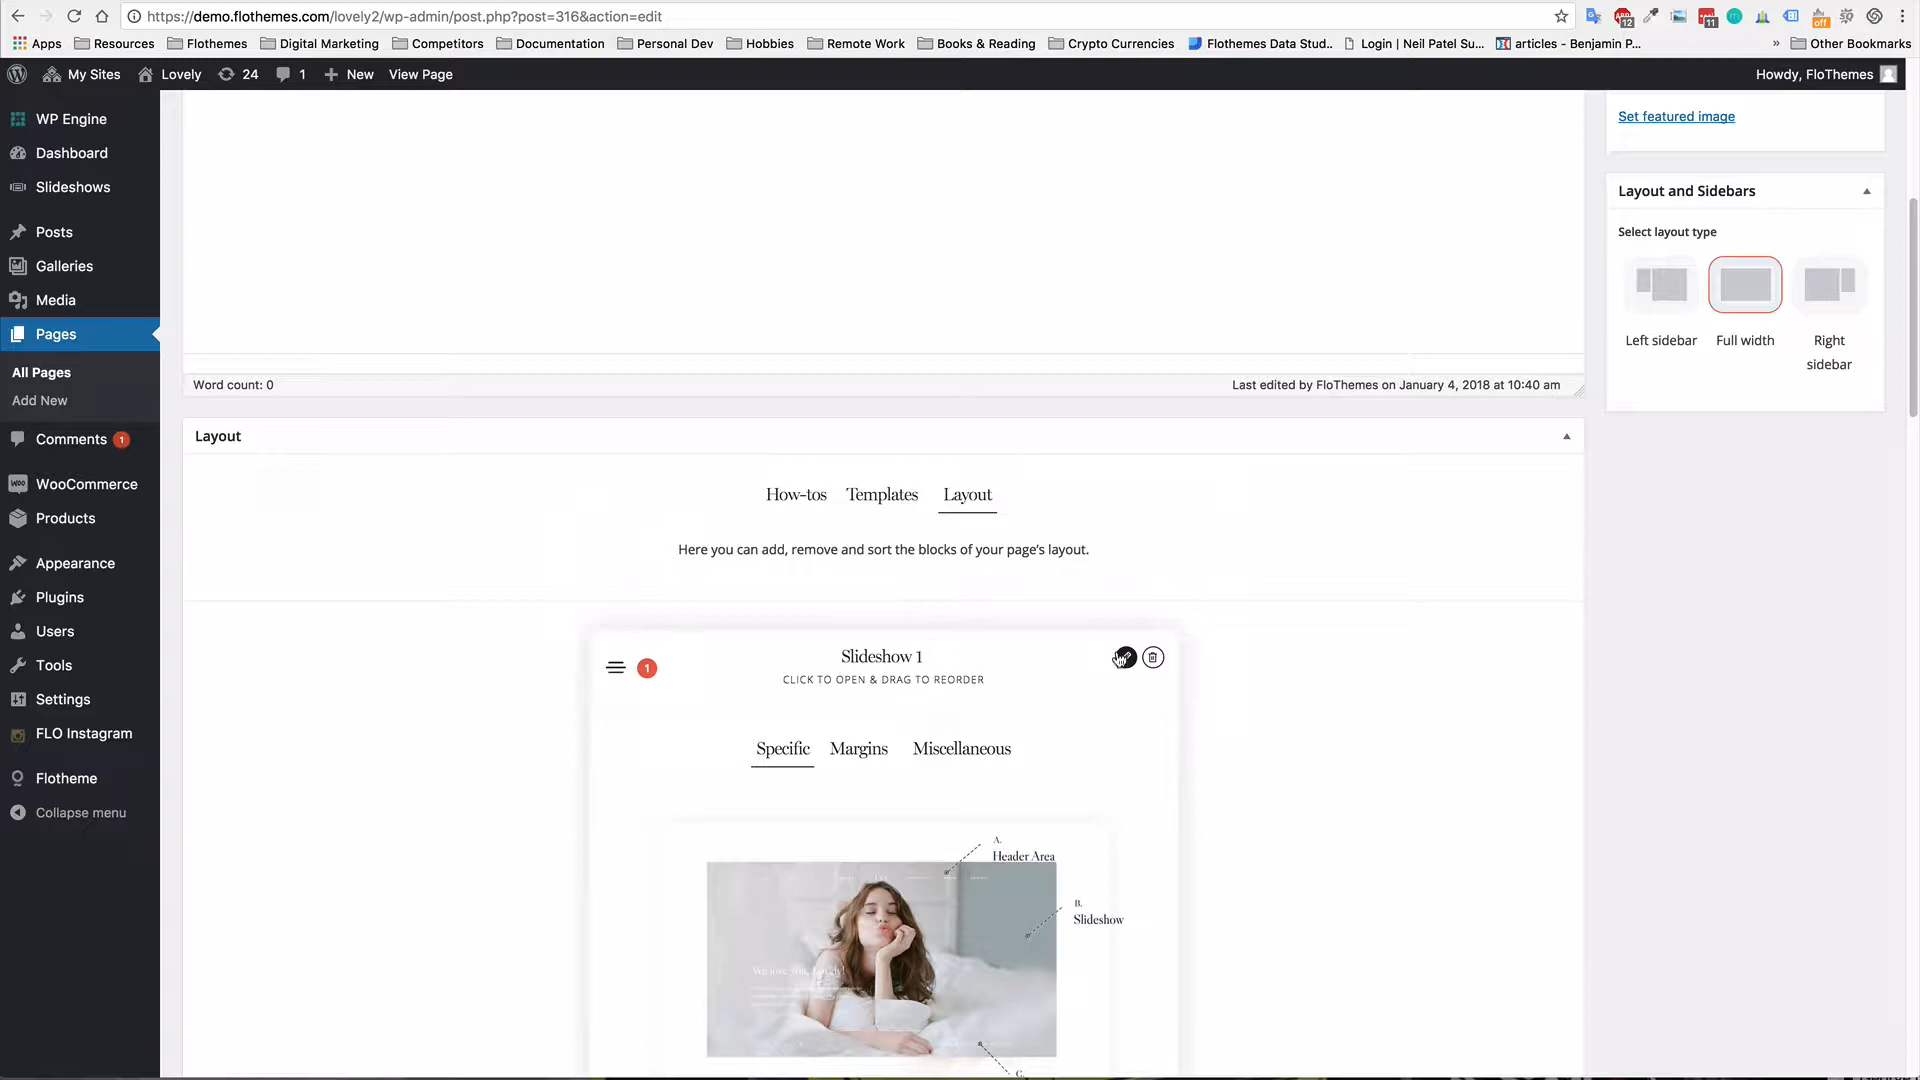 https://demo.flothemes.com/lovely2/wp-admin/post.php?post=316&action=edit
12
11
off
Apps
Resources
Flothemes
Digital Marketing
Competitors
Documentation
Personal Dev
Hobbies
Remote Work
Books & Reading
Crypto Currencies
Flothemes Data Stud..
Login | Neil Patel Su...
articles - Benjamin P...
»
Other Bookmarks
My Sites
Lovely
24
1
New
View Page
Howdy, FloThemes
WP Engine
Dashboard
Slideshows
Posts
Galleries
Media
Pages
All Pages
Add New
Comments 1
WooCommerce
Products
Appearance
Plugins
Users
Tools
Settings
FLO Instagram
Flotheme
Collapse menu
Set featured image
Layout and Sidebars
Select layout type
Left sidebar
Full width
Right
sidebar
Word count: 0
Last edited by FloThemes on January 4, 2018 at 10:40 am
Layout
How-tos
Templates
Layout
Here you can add, remove and sort the blocks of your page's layout.
1
Slideshow 1
CLICK TO OPEN & DRAG TO REORDER
Specific
Margins
Miscellaneous
A.
Header Area
B.
Slideshow
We love you, Lovely!
C.